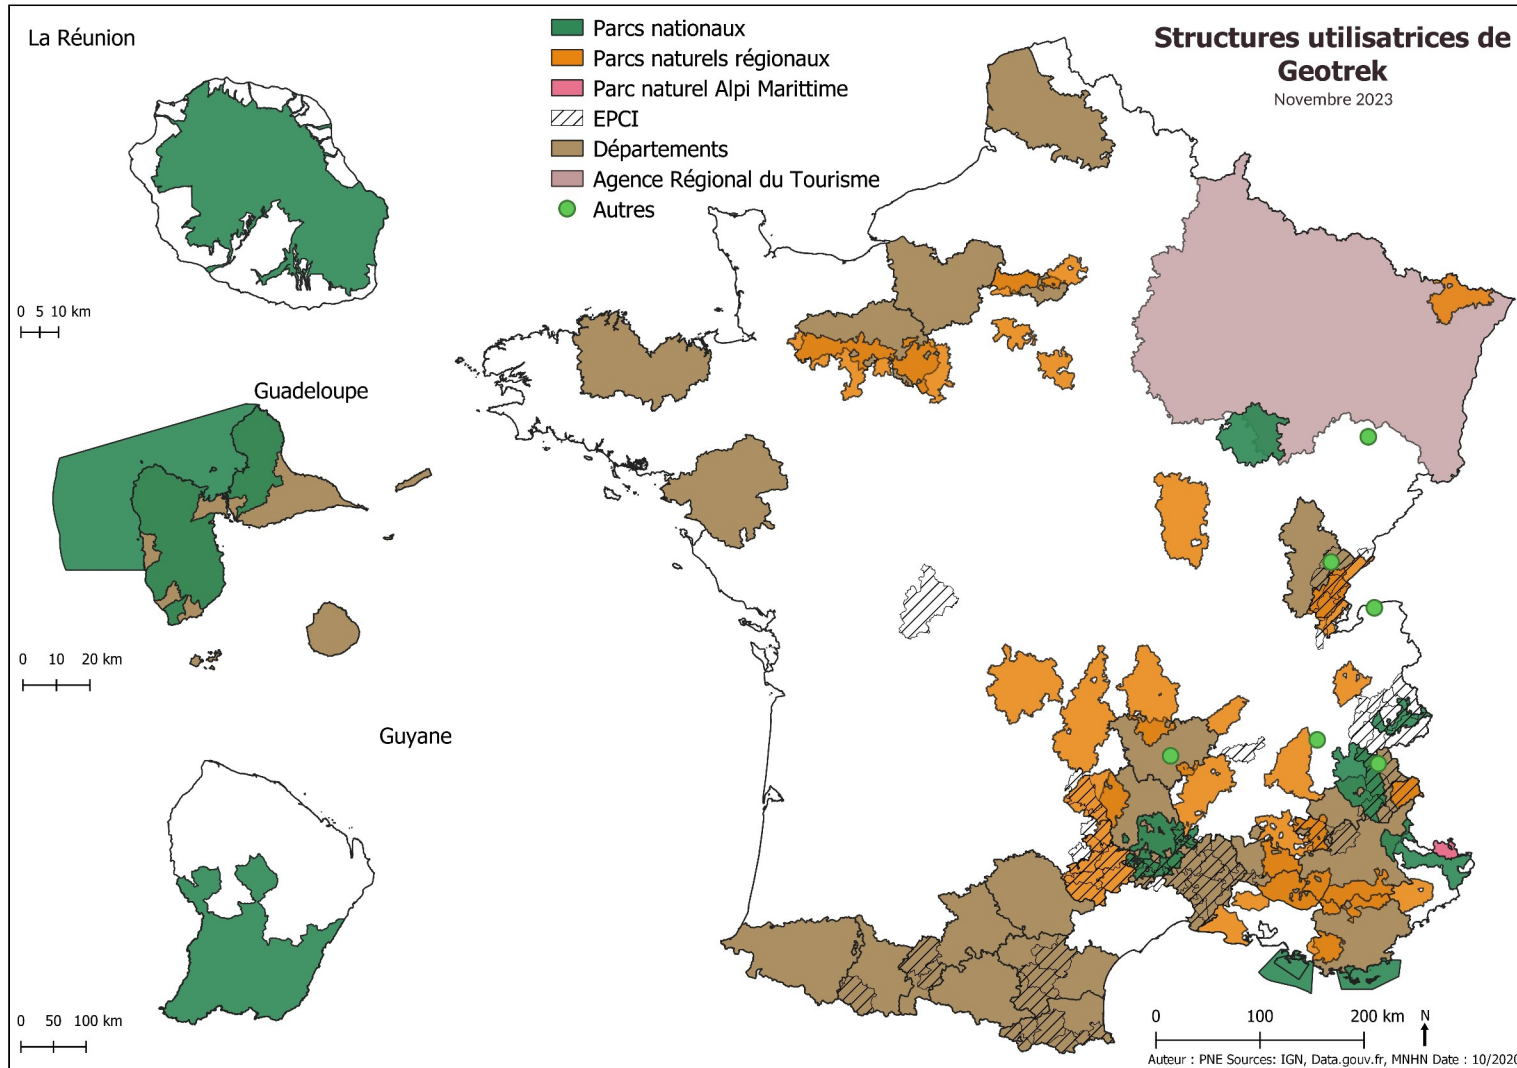 La Réunion
Parcs nationaux
Parcs naturels régionaux
Parc naturel Alpi Marittime
EPCI
Départements
Agence Régional du Tourisme
Autres
Structures utilisatrices de
Geotrek
Novembre 2023
0 5 10 km
Guadeloupe
0 10 20 km
Guyane
0 50 100 km
0 100 200 km
N
Auteur : PNE Sources: IGN, Data.gouv.fr, MNHN Date : 10/2020